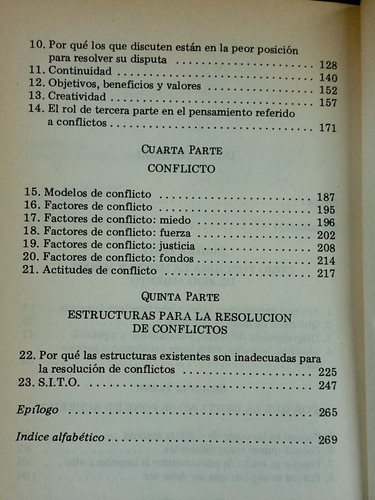 10. Por qué los que discuten están en la peor posición
para resolver su disputa . . . . . . . . . . . . . . . . . . . . 128
11. Continuidad . . . . . . . . . . . . . . . . . . . . . . . . . . . . 140
12. Objetivos, beneficios y valores . . . . . . . . . . . . . . . . 152
13. Creatividad . . . . . . . . . . . . . . . . . . . . . . . . . . . . 157
14. El rol de tercera parte en el pensamiento referido
a conflictos . . . . . . . . . . . . . . . . . . . . . . . . . . . . 171
CUARTA PARTE
CONFLICTO
15. Modelos de conflicto . . . . . . . . . . . . . . . . . . . . . . 187
16. Factores de conflicto . . . . . . . . . . . . . . . . . . . . . . 195
17. Factores de conflicto: miedo . . . . . . . . . . . . . . . . . 196
18. Factores de conflicto: fuerza . . . . . . . . . . . . . . . . . 202
19. Factores de conflicto: justicia . . . . . . . . . . . . . . . . 208
20. Factores de conflicto: fondos . . . . . . . . . . . . . . . . 214
21. Actitudes de conflicto . . . . . . . . . . . . . . . . . . . . . 217
QUINTA PARTE
ESTRUCTURAS PARA LA RESOLUCION
DE CONFLICTOS
22. Por qué las estructuras existentes son inadecuadas para
la resolución de conflictos . . . . . . . . . . . . . . . . . . 225
23. S.I.T.O. . . . . . . . . . . . . . . . . . . . . . . . . . . . . . . 247
Epílogo . . . . . . . . . . . . . . . . . . . . . . . . . . . . . . . . 265
Indice alfabético . . . . . . . . . . . . . . . . . . . . . . . . . . 269